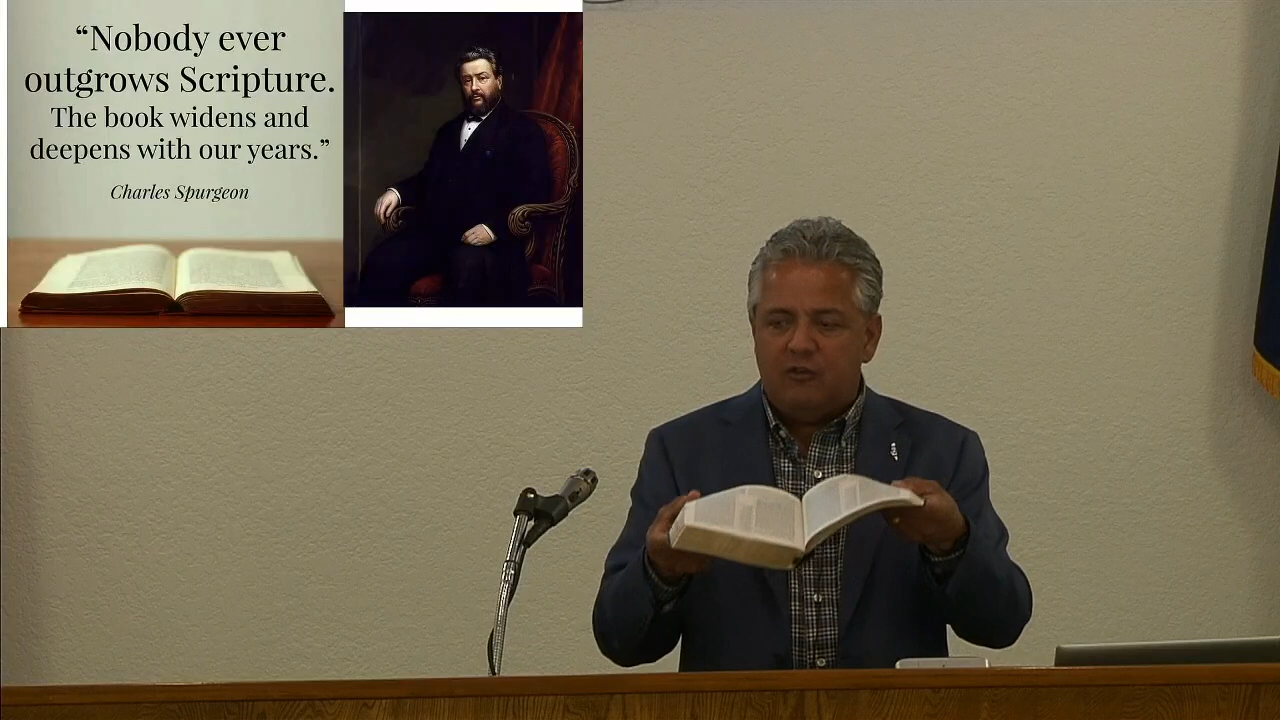 “Nobody ever
outgrows Scripture.
The book widens and
deepens with our years.”
Charles Spurgeon